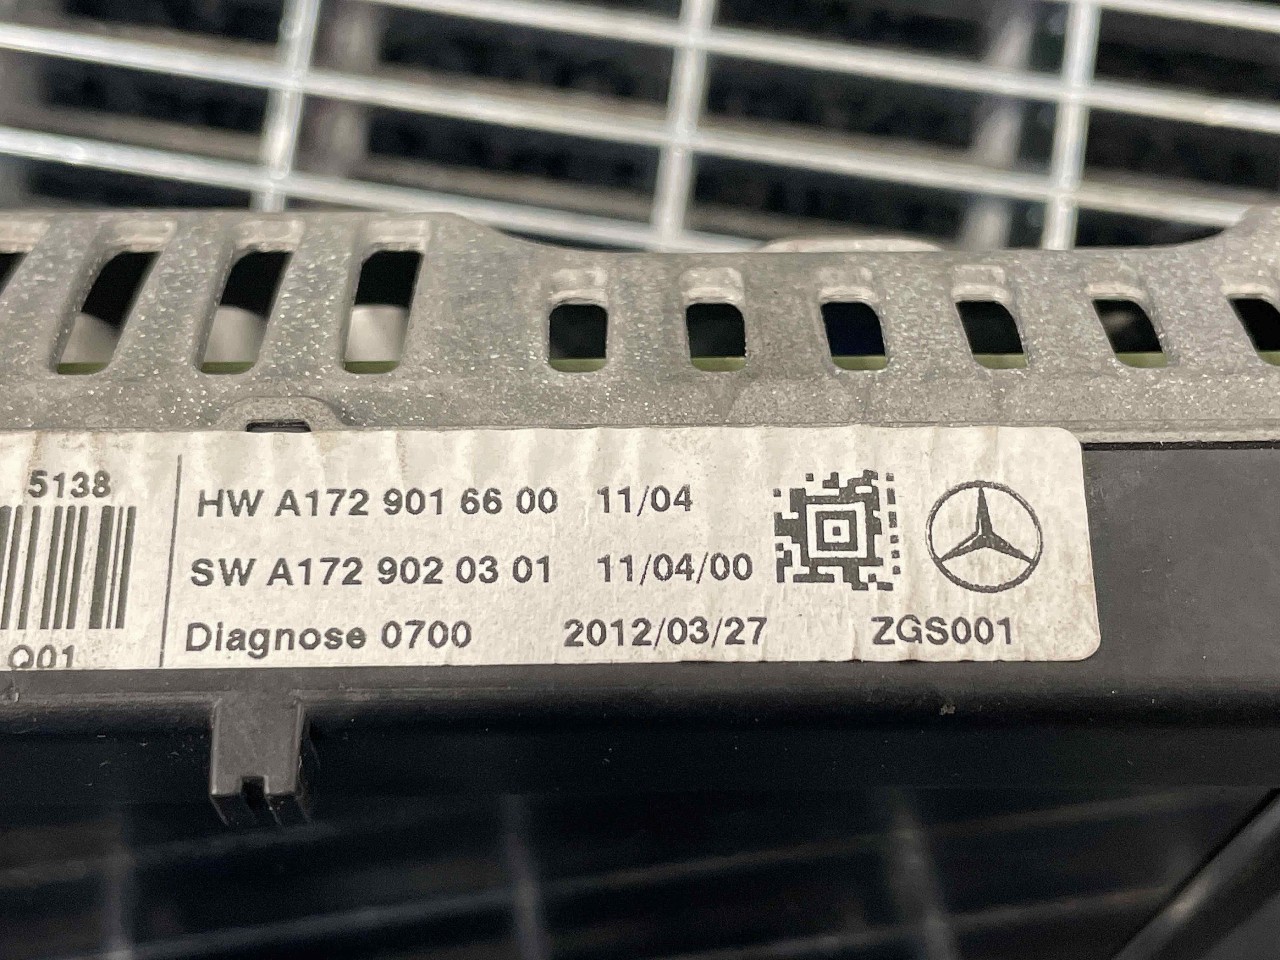 5138
HW A172 901 66 00 11/04
SW A172 902 03 01 11/04/00
Diagnose 0700 2012/03/27 ZGS001
Q01